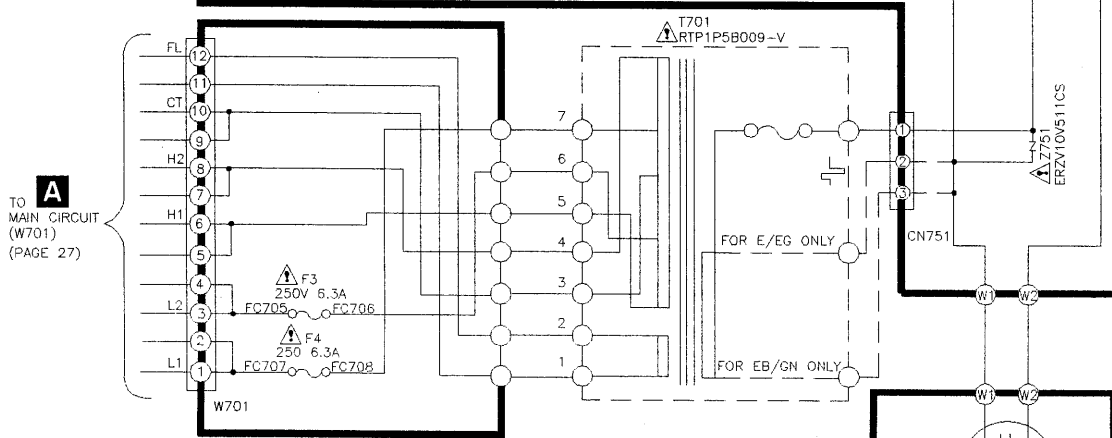 T701
RTP1P5B009-V
FL
12
11
CT
10
9
H2
8
7
H1
6
5
4
L2
3
2
L1
1
W701
TO A
MAIN CIRCUIT
(W701)
(PAGE 27)
F3
250V 6.3A
FC705
FC706
F4
250 6.3A
FC707
FC708
7
6
5
4
3
2
1
FOR E/EG ONLY
FOR EB/GN ONLY
1
2
3
CN751
Z
Z751
ERZV10V511CS
W1
W2
W1
W2